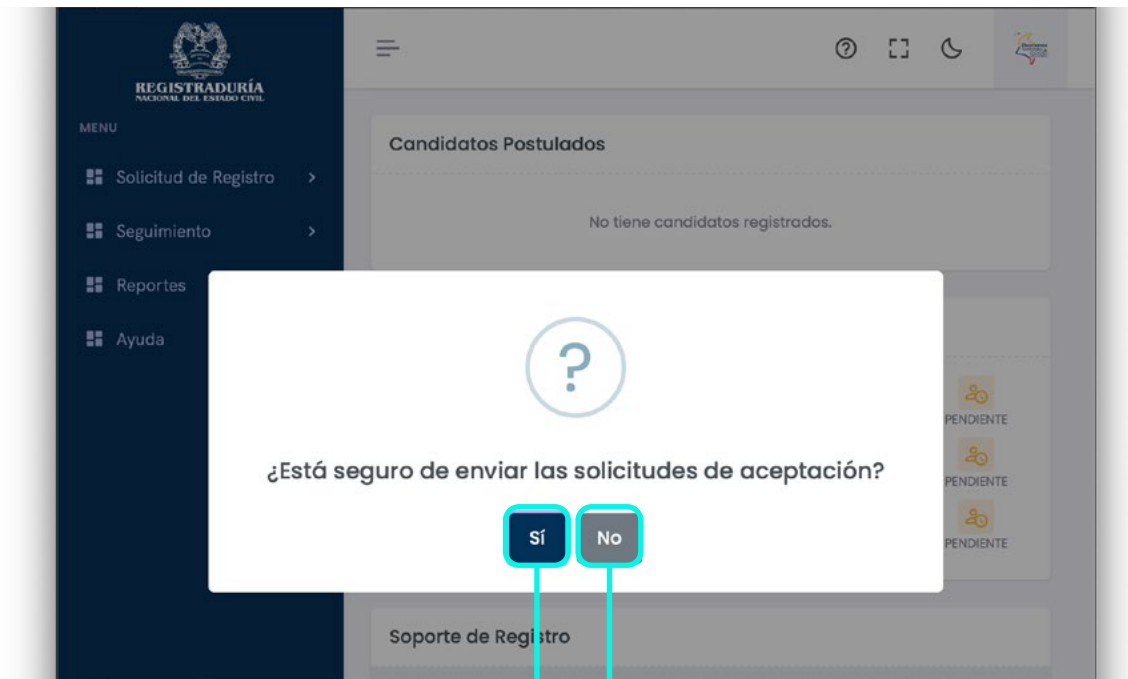 REGISTRADURÍA
NACIONAL DEL ESTADO CIVIL
MENU
Solicitud de Registro
Seguimiento
Reportes
Ayuda
Candidatos Postulados
No tiene candidatos registrados.
PENDIENTE
PENDIENTE
PENDIENTE
?
¿Está seguro de enviar las solicitudes de aceptación?
Sí
No
Soporte de Registro